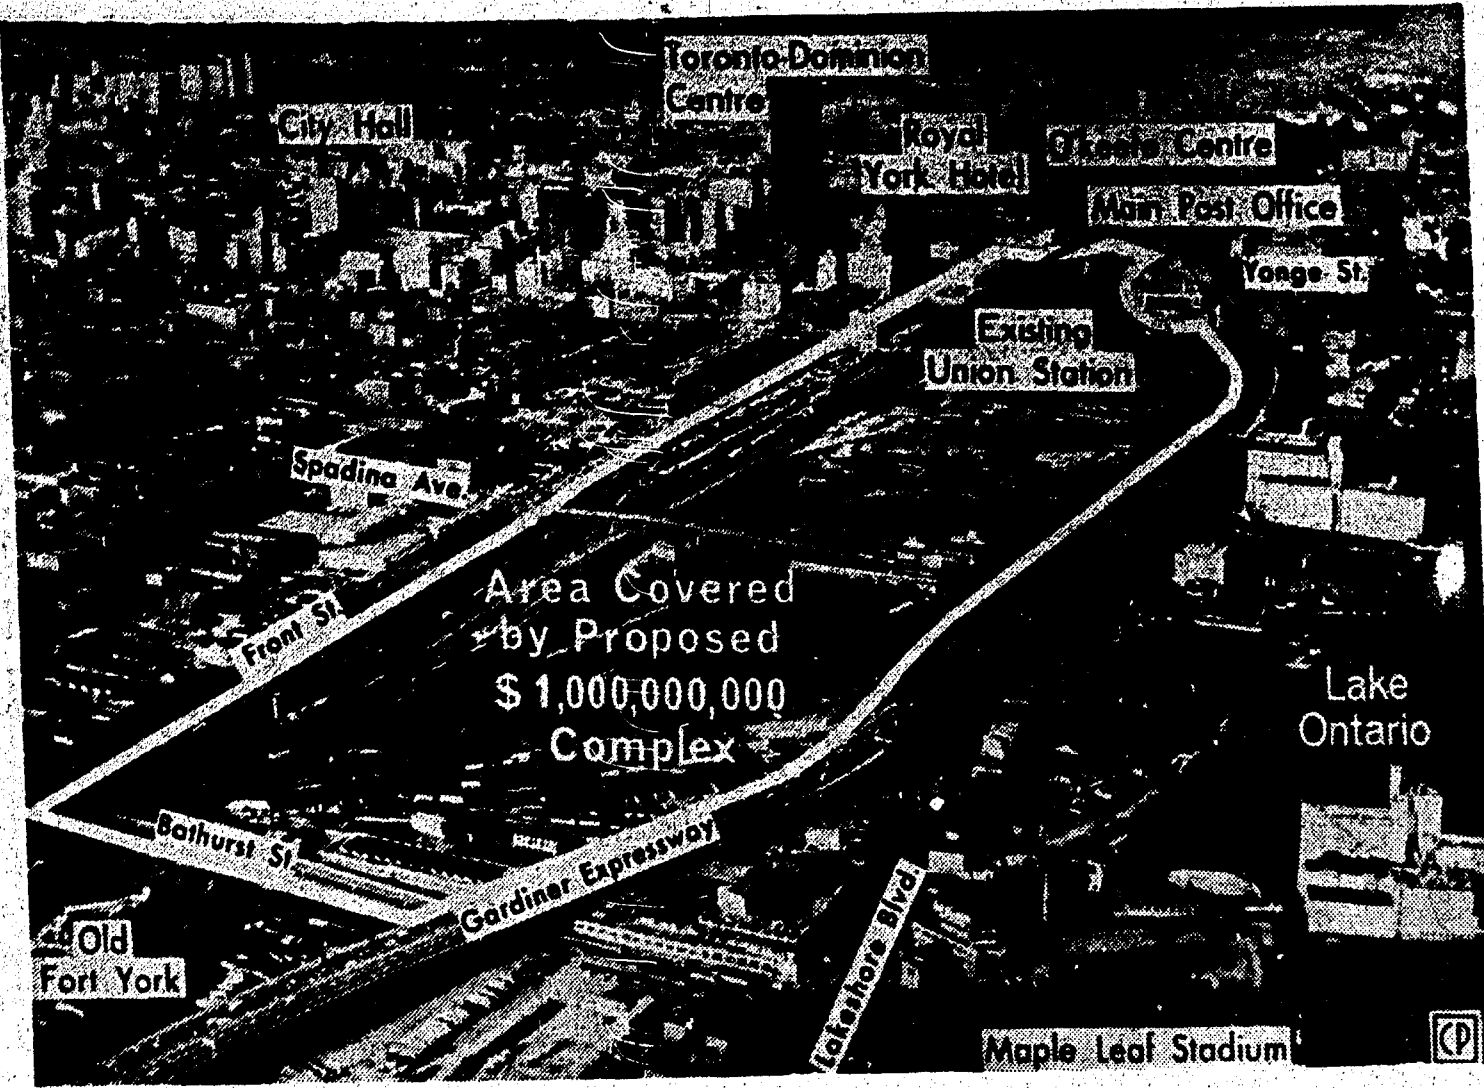 Toronto-Dominion
Centre
City Hall
Royal
York Hotel
O'Keefe Centre
Main Post Office
Yonge St.
Existing
Union Station
Spadina Ave.
Area Covered
by Proposed
$1,000,000,000
Complex
Front St.
Lake
Ontario
Bathurst St.
Gardiner Expressway
Lakeshore Blvd.
Old
Fort York
Maple Leaf Stadium
CP